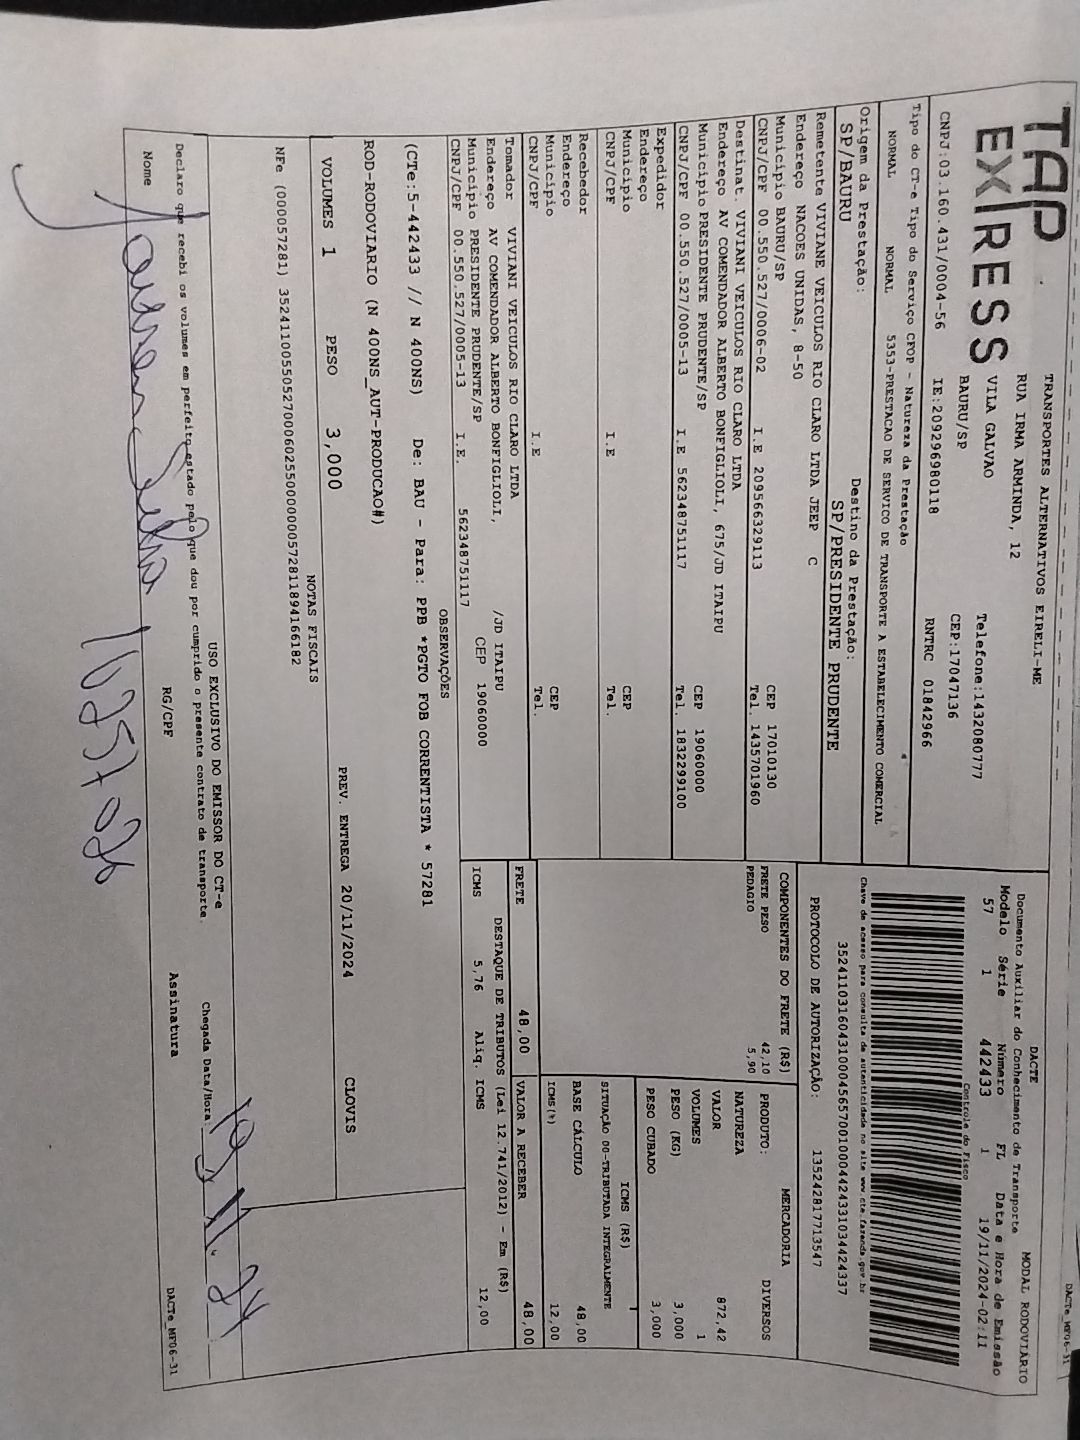 TAP
EX|RESS
TRANSPORTES ALTERNATIVOS EIRELI-ME
RUA IRMA ARMINDA, 12
VILA GALVAO
BAURU/SP
Telefone:1432080777
CEP:17047136
CNPJ:03.160.431/0004-56
IE:209296980118
RNTRC 01842966
Tipo do CT-e Tipo do Serviço CFOP - Natureza da Prestação
NORMAL NORMAL 5353-PRESTACAO DE SERVICO DE TRANSPORTE A ESTABELECIMENTO COMERCIAL
Origem da Prestação: Destino da Prestação:
SP/BAURU SP/PRESIDENTE PRUDENTE
Remetente VIVIANE VEICULOS RIO CLARO LTDA JEEP C
Endereço NACOES UNIDAS, 8-50
Município BAURU/SP CEP 17010130
CNPJ/CPF 00.550.527/0006-02 I.E 209566329113 Tel. 1435701960
Destinat. VIVIANI VEICULOS RIO CLARO LTDA
Endereço AV COMENDADOR ALBERTO BONFIGLIOLI, 675/JD ITAIPU
Município PRESIDENTE PRUDENTE/SP CEP 19060000
CNPJ/CPF 00.550.527/0005-13 I.E 562348751117 Tel. 1832299100
Expedidor
Endereço
Município CEP
CNPJ/CPF I.E Tel.
Recebedor
Endereço
Município CEP
CNPJ/CPF I.E Tel.
Tomador VIVIANI VEICULOS RIO CLARO LTDA
Endereço AV COMENDADOR ALBERTO BONFIGLIOLI, /JD ITAIPU
Município PRESIDENTE PRUDENTE/SP CEP 19060000
CNPJ/CPF 00.550.527/0005-13 I.E. 562348751117
DACTE MODAL RODOVIÁRIO
Documento Auxiliar do Conhecimento de Transporte
Modelo Série Número FL Data e Hora de Emissão
57 1 442433 1 19/11/2024-02:11
Controle do Fisco
Chave de acesso para consulta de autenticidade no site www.cte.fazenda.gov.br
35241103160431000456570010004424331034424337
PROTOCOLO DE AUTORIZAÇÃO: 135242817713547
COMPONENTES DO FRETE (R$)
FRETE PESO 42,10
PEDAGIO 5,90
MERCADORIA
PRODUTO: DIVERSOS
NATUREZA
VALOR 872,42
VOLUMES 1
PESO (KG) 3,000
PESO CUBADO 3,000
ICMS (R$)
SITUAÇÃO 00-TRIBUTADA INTEGRALMENTE
BASE CÁLCULO 48,00
ICMS(%) 12,00
FRETE 48,00 VALOR A RECEBER 48,00
DESTAQUE DE TRIBUTOS (Lei 12.741/2012) - Em (R$)
ICMS 5,76 Aliq. ICMS 12,00
OBSERVAÇÕES
(CTe:5-442433 // N 400NS) De: BAU - Para: PPB *PGTO FOB CORRENTISTA * 57281
ROD-RODOVIARIO (N 400NS_AUT-PRODUCAO#)
VOLUMES 1 PESO 3,000 PREV. ENTREGA 20/11/2024 CLOVIS
NOTAS FISCAIS
NFe (000057281) 35241100550527000602550000000572811894166182
USO EXCLUSIVO DO EMISSOR DO CT-e
Declaro que recebi os volumes em perfeito estado pelo que dou por cumprido o presente contrato de transporte.
Chegada Data/Hora: 19/11.24
Nome RG/CPF Assinatura
Silva
DACTe_MF06-31
DACTe_MF06-31